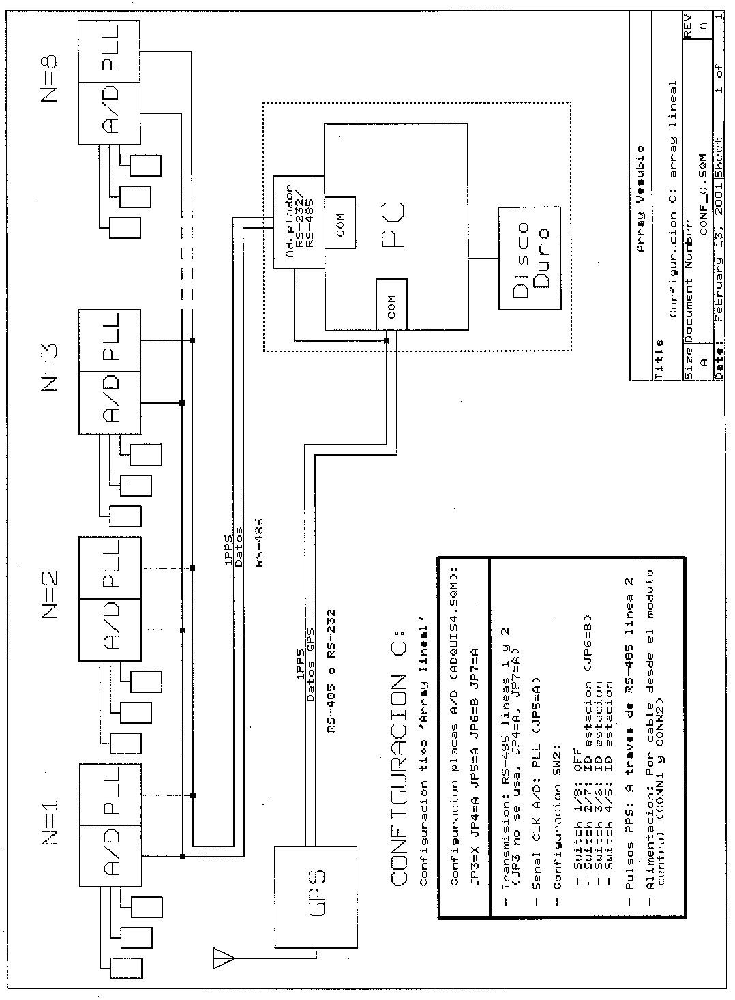 N=1
N=2
N=3
N=8
A/D PLL
A/D PLL
A/D PLL
A/D PLL
1PPS
Datos
RS-485
Adaptador
RS-232/
RS-485
COM
PC
COM
Disco
Duro
GPS
1PPS
Datos GPS
RS-485 o RS-232
CONFIGURACION C:
Configuracion tipo 'Array lineal'
Configuracion placas A/D (ADQUIS4.SQM):
JP3=X JP4=A JP5=A JP6=B JP7=A
- Transmision: RS-485 lineas 1 y 2
(JP3 no se usa, JP4=A, JP7=A)
- Senal CLK A/D: PLL (JP5=A)
- Configuracion SW2:
- Switch 1/8: OFF
- Switch 2/7: ID estacion (JP6=B)
- Switch 3/6: ID estacion
- Switch 4/5: ID estacion
- Pulsos PPS: A traves de RS-485 linea 2
- Alimentacion: Por cable desde el modulo
central (CONN1 y CONN2)
Array Vesubio
Title
Configuracion C: array lineal
Size Document Number REV
A CONF_C.SQM A
Date: February 13, 2001 Sheet 1 of 1